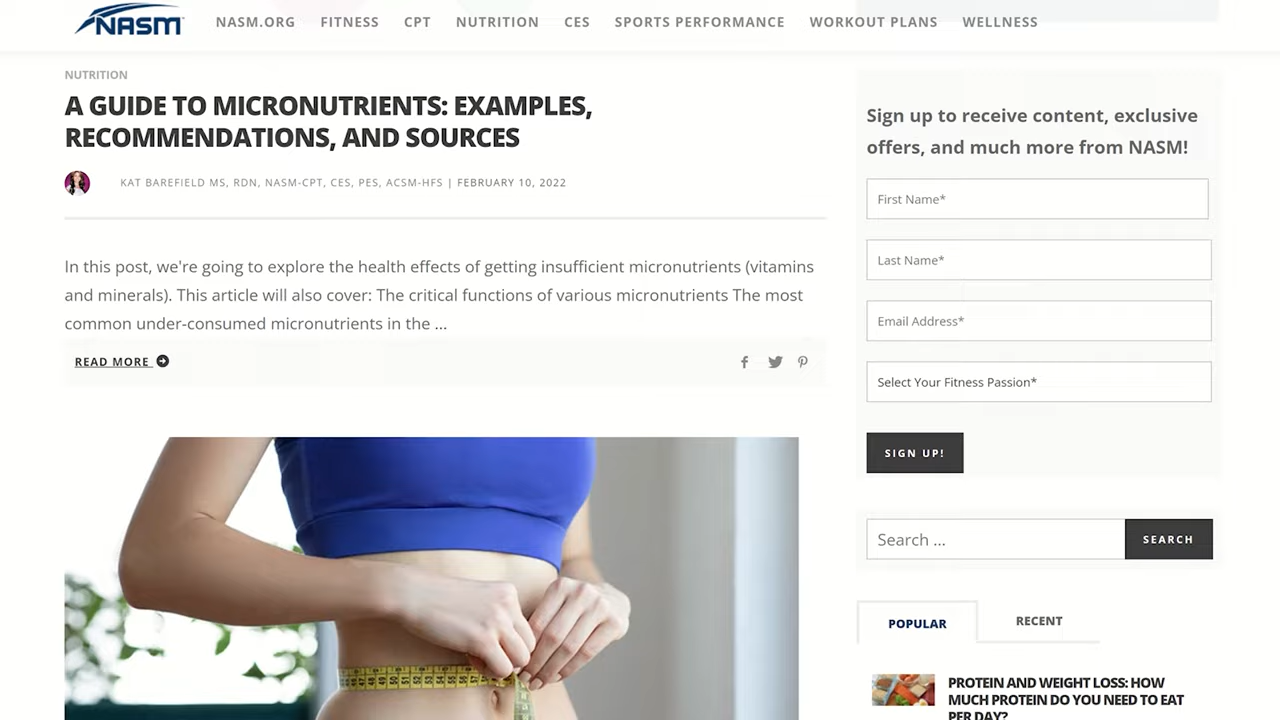 NASM
NASM.ORG FITNESS CPT NUTRITION CES SPORTS PERFORMANCE WORKOUT PLANS WELLNESS
NUTRITION
A GUIDE TO MICRONUTRIENTS: EXAMPLES,
RECOMMENDATIONS, AND SOURCES
KAT BAREFIELD MS, RDN, NASM-CPT, CES, PES, ACSM-HFS | FEBRUARY 10, 2022
In this post, we're going to explore the health effects of getting insufficient micronutrients (vitamins
and minerals). This article will also cover: The critical functions of various micronutrients The most
common under-consumed micronutrients in the ...
READ MORE
Sign up to receive content, exclusive
offers, and much more from NASM!
First Name*
Last Name*
Email Address*
Select Your Fitness Passion*
SIGN UP!
Search ...
SEARCH
POPULAR
RECENT
PROTEIN AND WEIGHT LOSS: HOW
MUCH PROTEIN DO YOU NEED TO EAT
PER DAY?